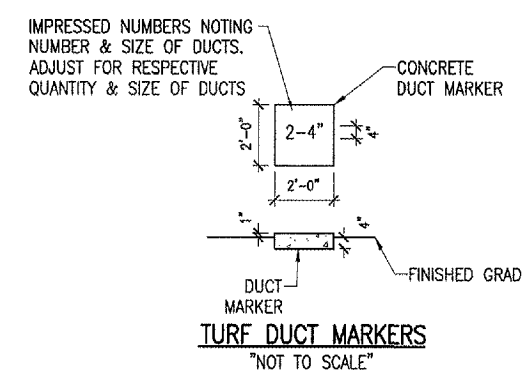 IMPRESSED NUMBERS NOTING
NUMBER & SIZE OF DUCTS.
ADJUST FOR RESPECTIVE
QUANTITY & SIZE OF DUCTS
CONCRETE
DUCT MARKER
2'-0"
2-4"
4"
2'-0"
1"
4"
DUCT
MARKER
FINISHED GRAD
TURF DUCT MARKERS
"NOT TO SCALE"